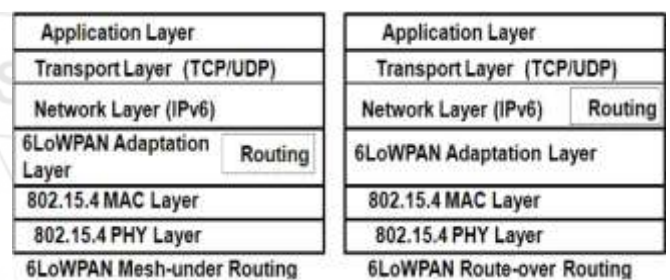 Application Layer
Transport Layer (TCP/UDP)
Network Layer (IPv6)
6LoWPAN Adaptation
Layer
Routing
802.15.4 MAC Layer
802.15.4 PHY Layer
6LoWPAN Mesh-under Routing
Application Layer
Transport Layer (TCP/UDP)
Network Layer (IPv6) Routing
6LoWPAN Adaptation Layer
802.15.4 MAC Layer
802.15.4 PHY Layer
6LoWPAN Route-over Routing